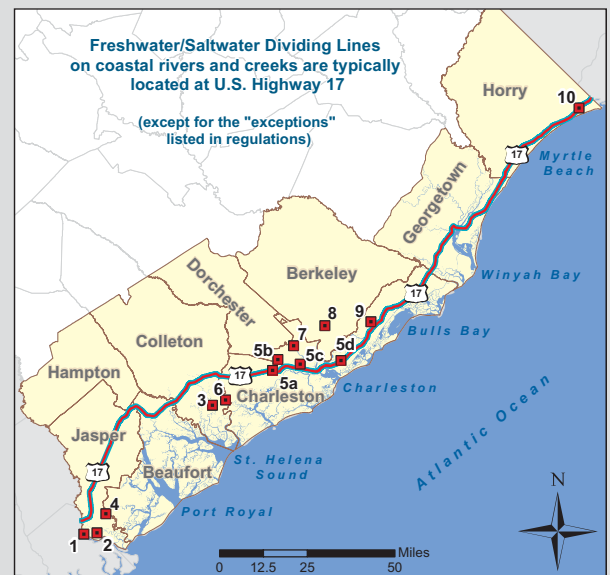 Freshwater/Saltwater Dividing Lines
on coastal rivers and creeks are typically
located at U.S. Highway 17
(except for the "exceptions"
listed in regulations)
Horry
10
17
Myrtle
Beach
Georgetown
Berkeley
Dorchester
Winyah Bay
17
Bulls Bay
9
8
7
Colleton
5b
5c
5d
Hampton
17
5a
Charleston
Charleston
3
6
Jasper
Atlantic Ocean
St. Helena
Sound
Beaufort
17
4
Port Royal
1
2
N
Miles
0
12.5
25
50